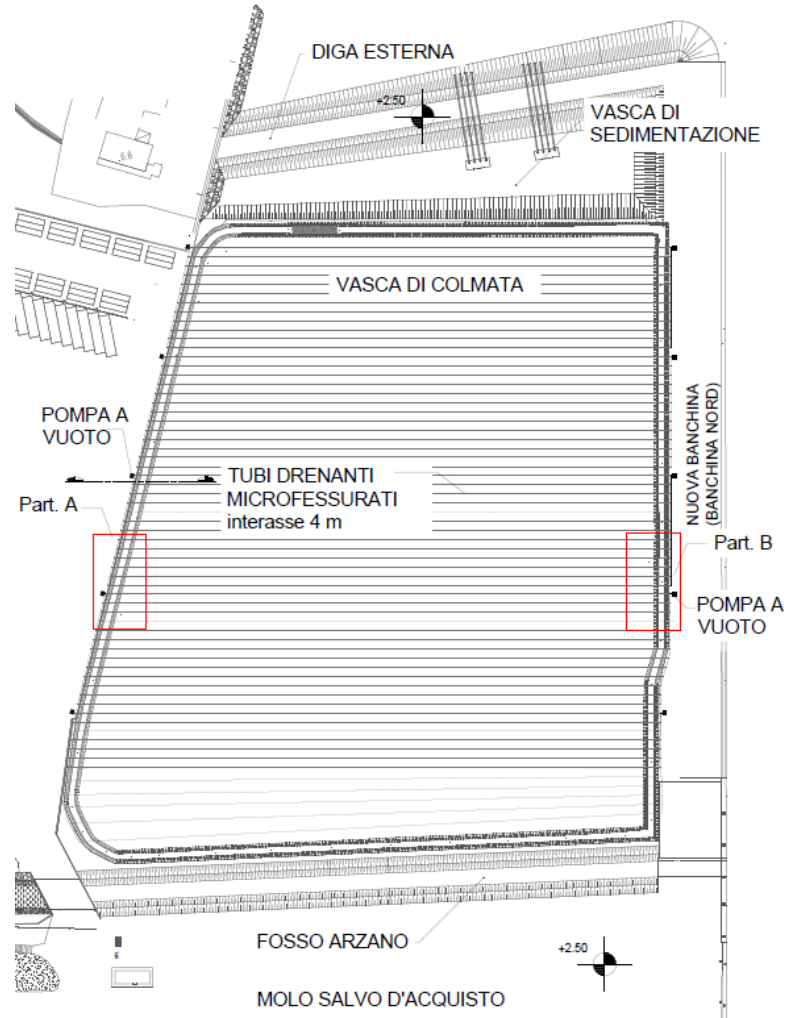 DIGA ESTERNA
+2.50
VASCA DI
SEDIMENTAZIONE
VASCA DI COLMATA
POMPA A
VUOTO
TUBI DRENANTI
MICROFESSURATI
interasse 4 m
NUOVA BANCHINA
(BANCHINA NORD)
Part. A
Part. B
POMPA A
VUOTO
FOSSO ARZANO
+2.50
MOLO SALVO D'ACQUISTO